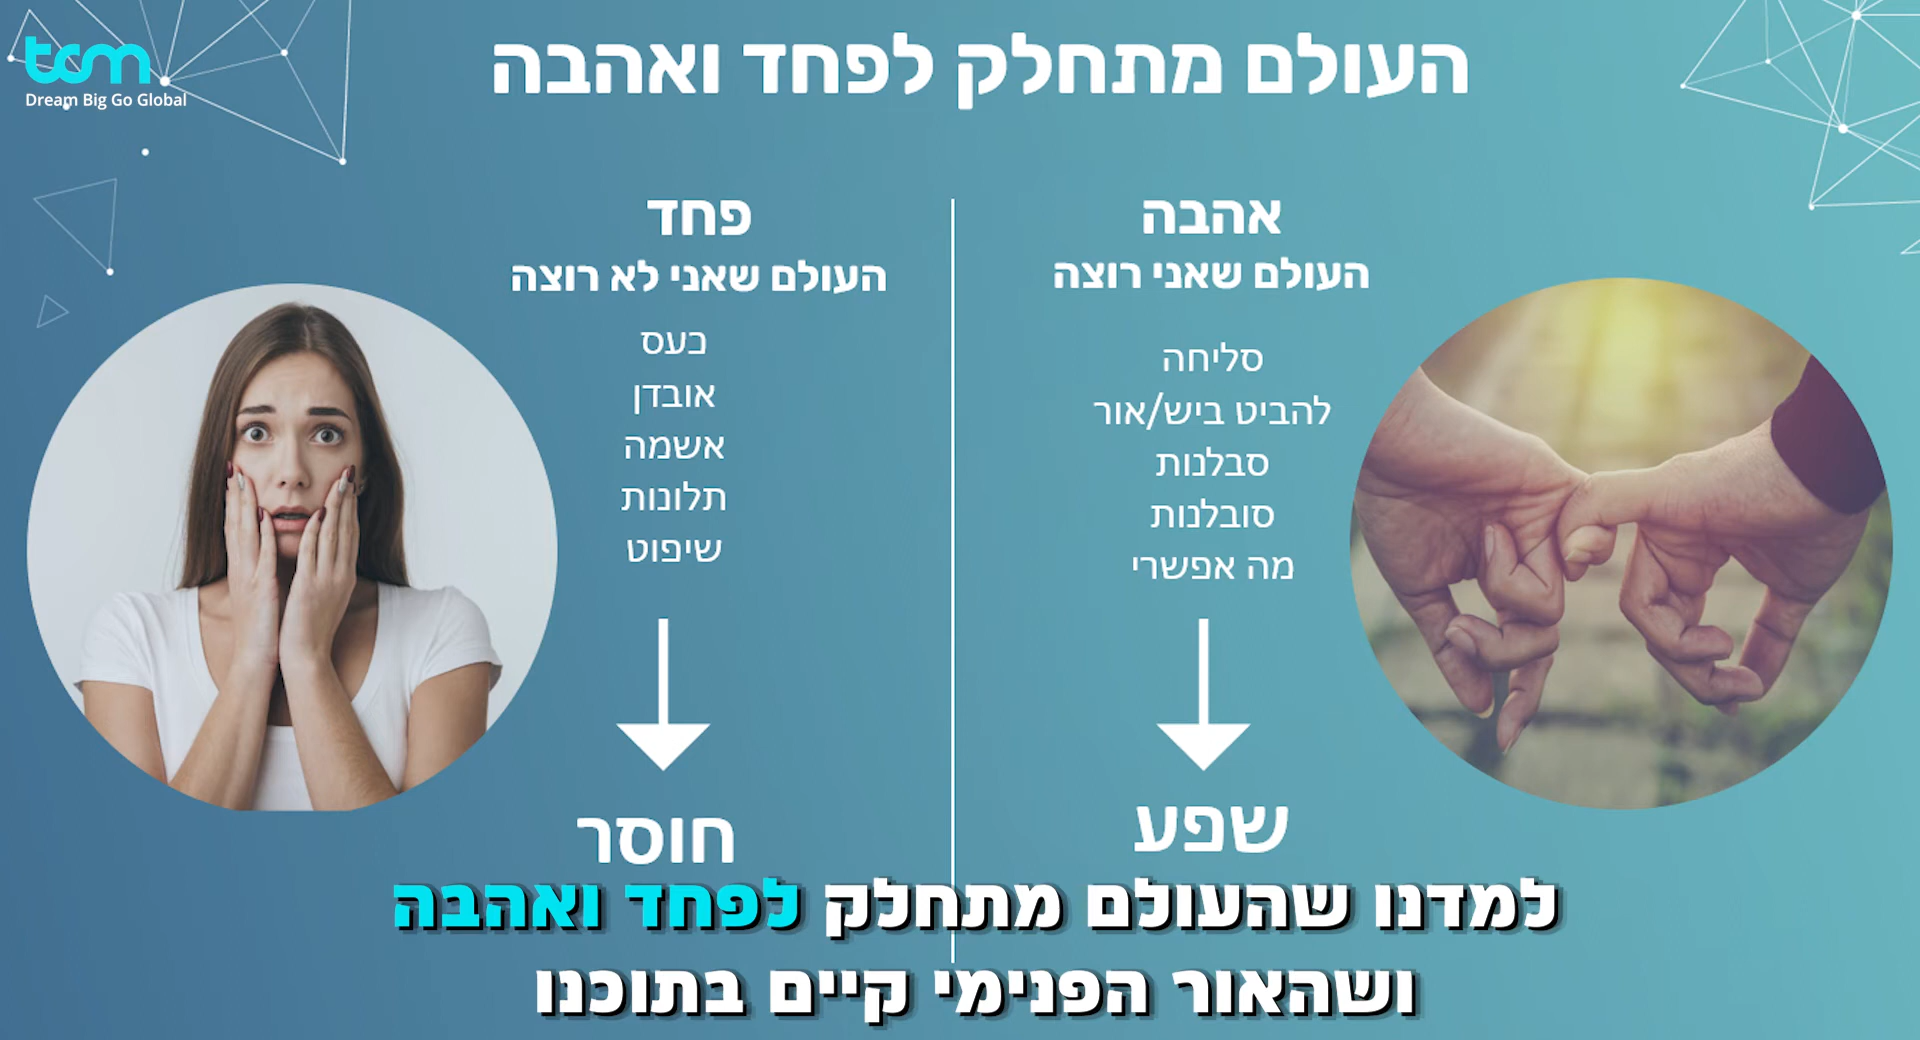 tcm
Dream Big Go Global
העולם מתחלק לפחד ואהבה
אהבה
העולם שאני רוצה
סליחה
להביט ביש/אור
סבלנות
סובלנות
מה אפשרי
שפע
פחד
העולם שאני לא רוצה
כעס
אובדן
אשמה
תלונות
שיפוט
חוסר
למדנו שהעולם מתחלק לפחד ואהבה
ושהאור הפנימי קיים בתוכנו